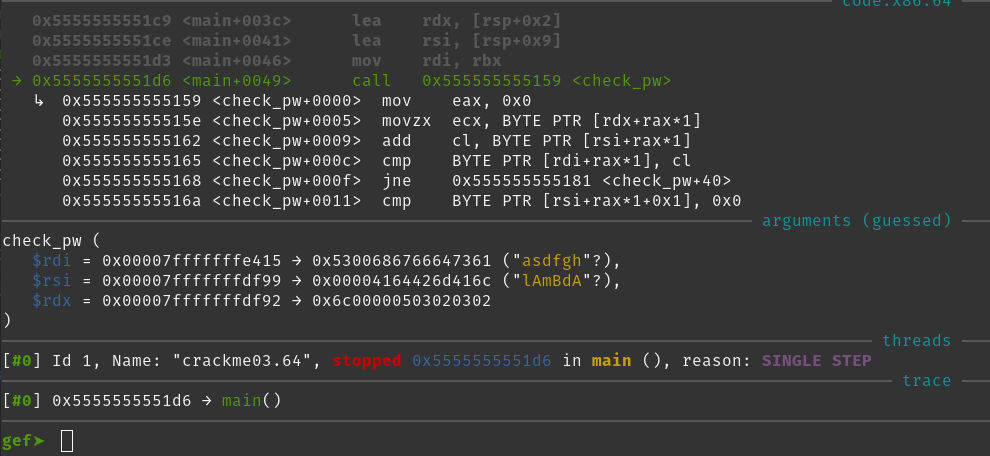 code:x86:64
0x5555555551c9 <main+003c>      lea    rdx, [rsp+0x2]
0x5555555551ce <main+0041>      lea    rsi, [rsp+0x9]
0x5555555551d3 <main+0046>      mov    rdi, rbx
→ 0x5555555551d6 <main+0049>      call   0x555555555159 <check_pw>
↳  0x555555555159 <check_pw+0000> mov    eax, 0x0
0x55555555515e <check_pw+0005> movzx  ecx, BYTE PTR [rdx+rax*1]
0x555555555162 <check_pw+0009> add    cl, BYTE PTR [rsi+rax*1]
0x555555555165 <check_pw+000c> cmp    BYTE PTR [rdi+rax*1], cl
0x555555555168 <check_pw+000f> jne    0x555555555181 <check_pw+40>
0x55555555516a <check_pw+0011> cmp    BYTE PTR [rsi+rax*1+0x1], 0x0
arguments (guessed)
check_pw (
$rdi = 0x00007fffffffe415 → 0x5300686766647361 ("asdfgh"?),
$rsi = 0x00007fffffffdf99 → 0x00004164426d416c ("lAmBdA"?),
$rdx = 0x00007fffffffdf92 → 0x6c00000503020302
)
threads
[#0] Id 1, Name: "crackme03.64", stopped 0x5555555551d6 in main (), reason: SINGLE STEP
trace
[#0] 0x5555555551d6 → main()
gef➤